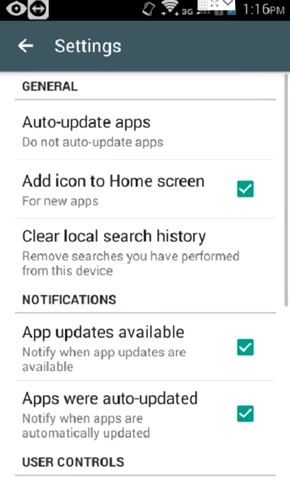 3G 1:16PM
Settings
GENERAL
Auto-update apps
Do not auto-update apps
Add icon to Home screen
For new apps
Clear local search history
Remove searches you have performed
from this device
NOTIFICATIONS
App updates available
Notify when app updates are
available
Apps were auto-updated
Notify when apps are
automatically updated
USER CONTROLS